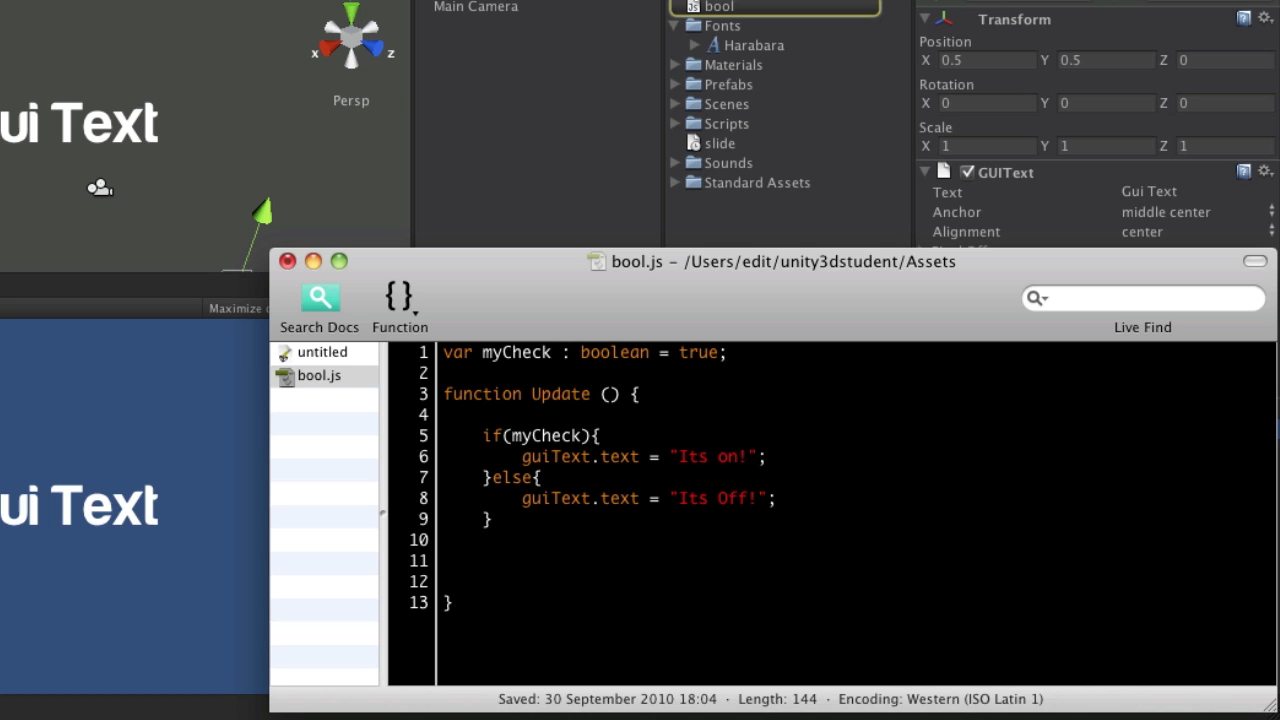 Main Camera
bool
Fonts
Harabara
Materials
Prefabs
Scenes
Scripts
slide
Sounds
Standard Assets
x
z
Persp
ui Text
Transform
Position
X 0.5 Y 0.5 Z 0
Rotation
X 0 Y 0 Z 0
Scale
X 1 Y 1 Z 1
GUIText
Text Gui Text
Anchor middle center
Alignment center
Maximize
ui Text
bool.js – /Users/edit/unity3dstudent/Assets
Search Docs
{ } Function
Live Find
untitled
bool.js
1 var myCheck : boolean = true;
2
3 function Update () {
4
5 if(myCheck){
6 guiText.text = "Its on!";
7 }else{
8 guiText.text = "Its Off!";
9 }
10
11
12
13 }
Saved: 30 September 2010 18:04 · Length: 144 · Encoding: Western (ISO Latin 1)